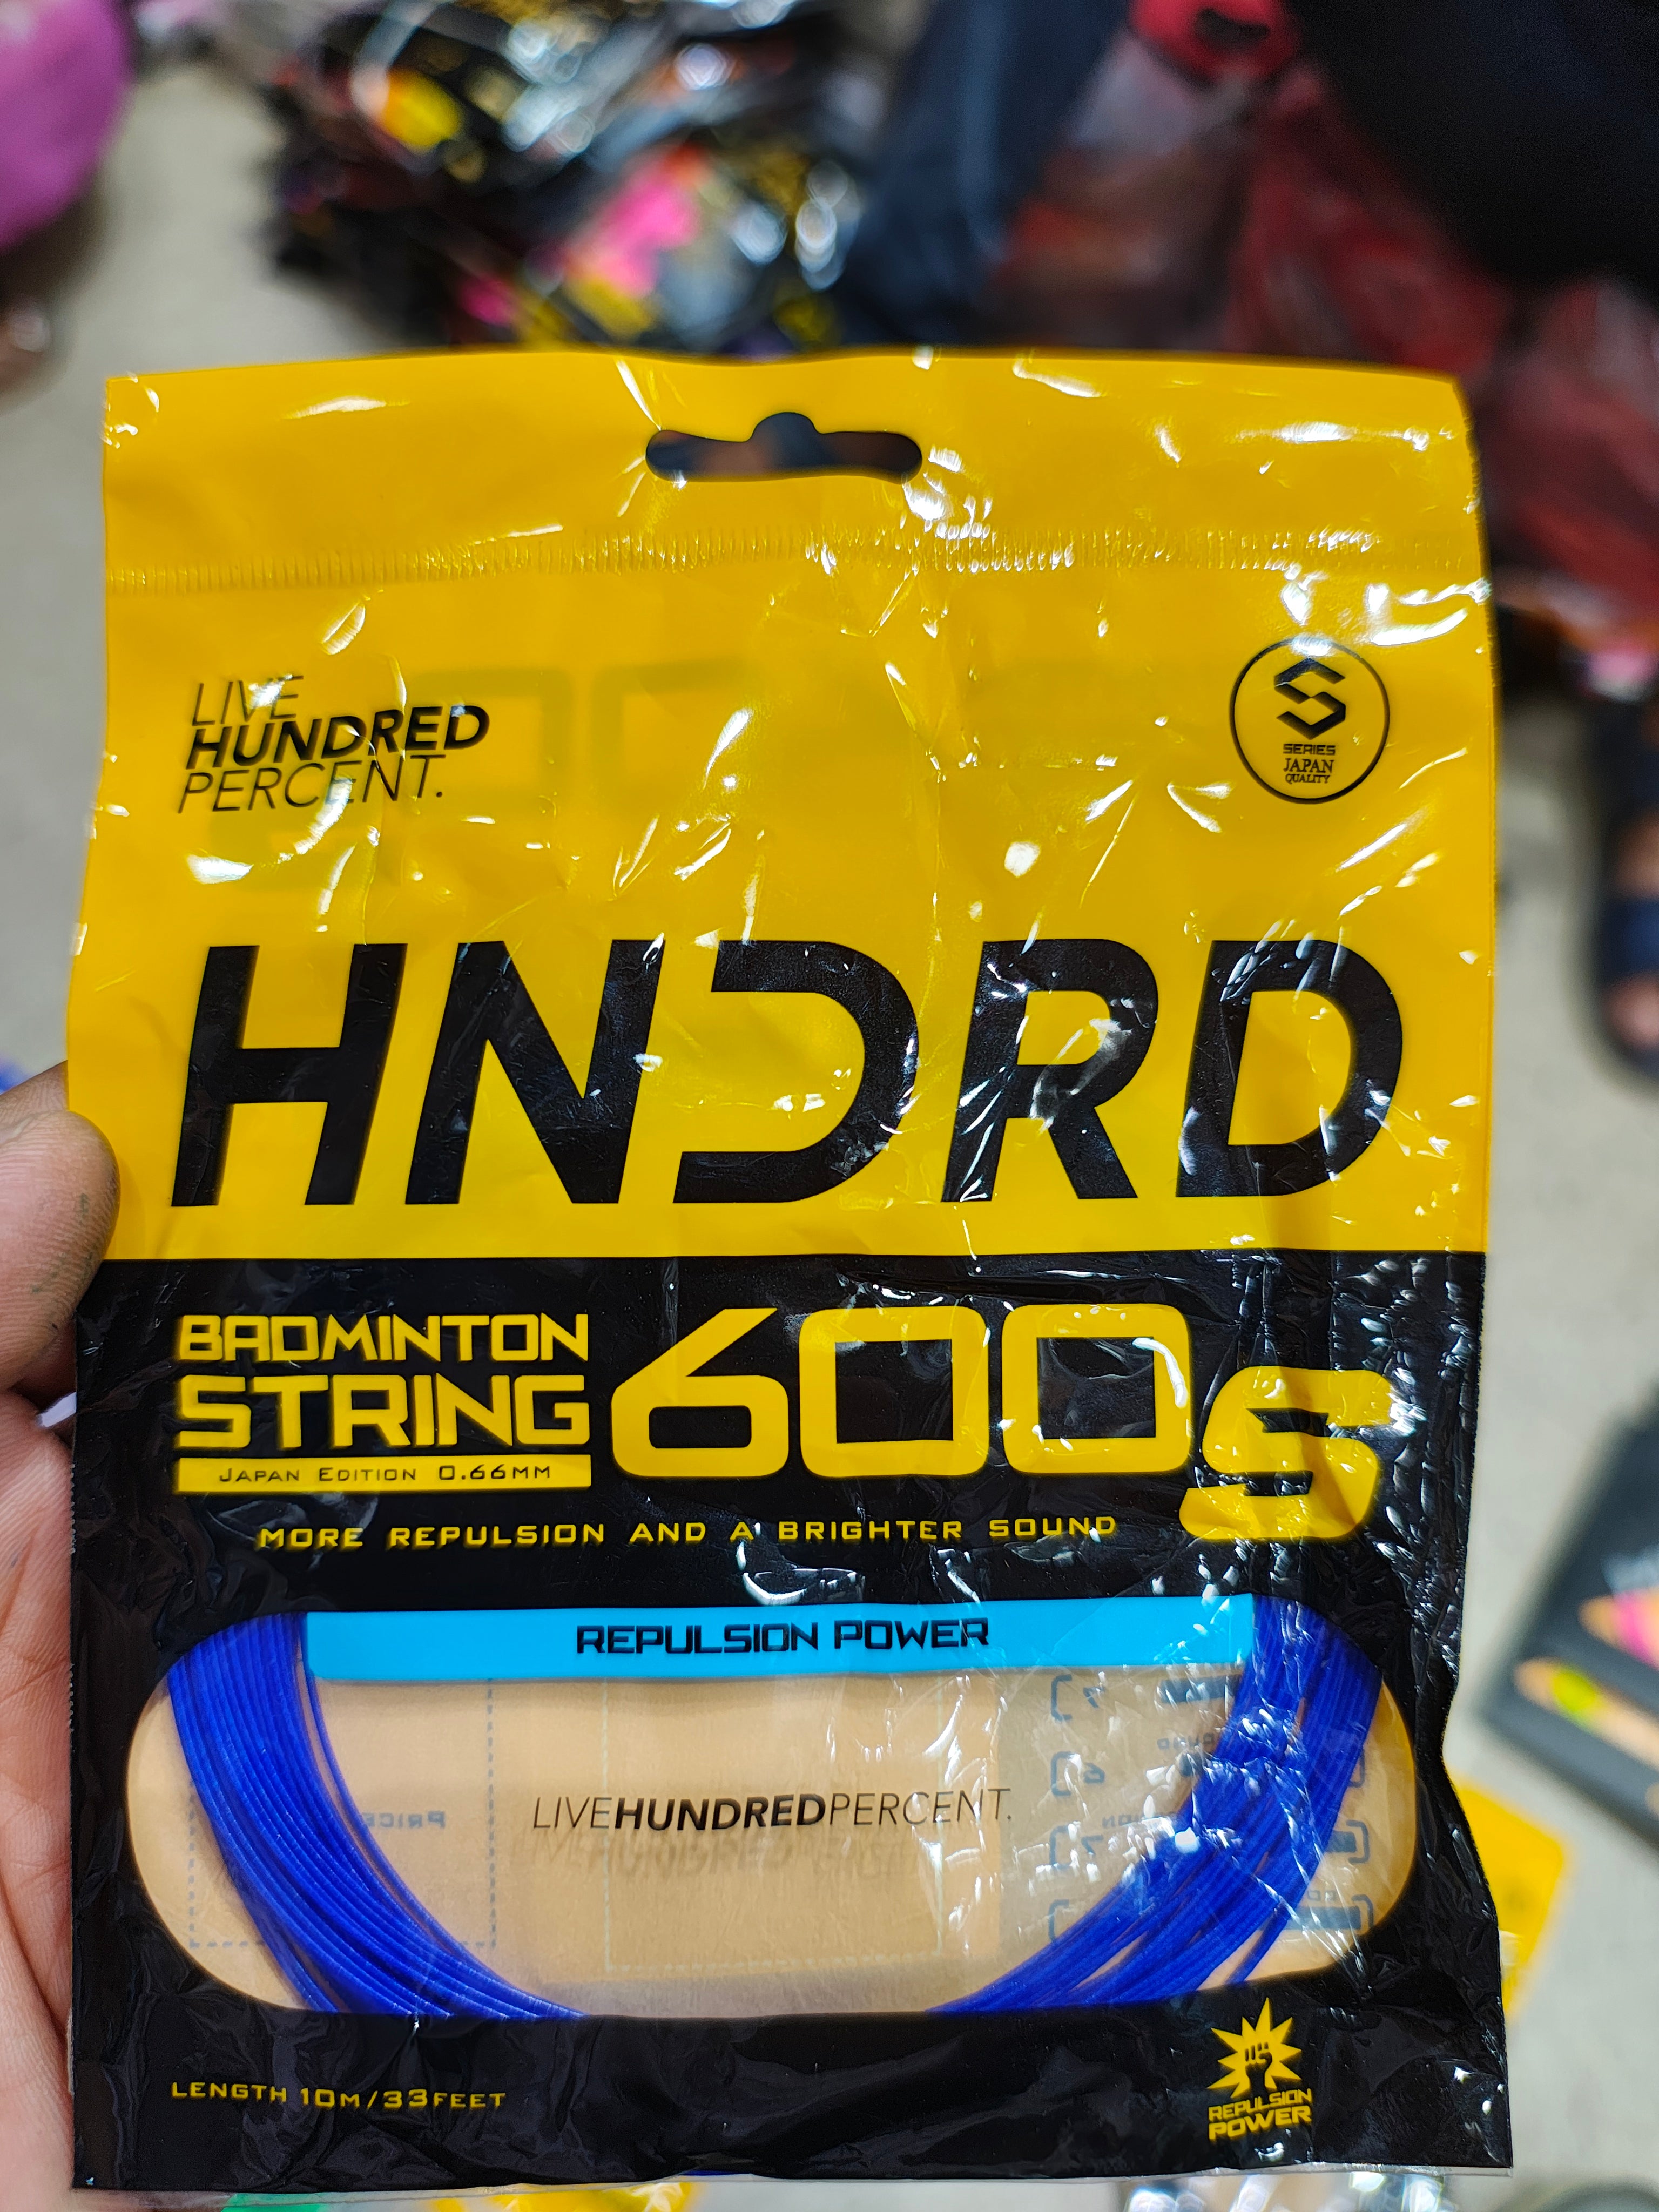 LIVE
HUNDRED
PERCENT.
S
SERIES
JAPAN
QUALITY
HNDRD
BADMINTON
STRING
JAPAN EDITION 0.66MM
600S
MORE REPULSION AND A BRIGHTER SOUND
REPULSION POWER
PRICE
LIVEHUNDREDPERCENT.
LENGTH 10M/33FEET
REPULSION
POWER